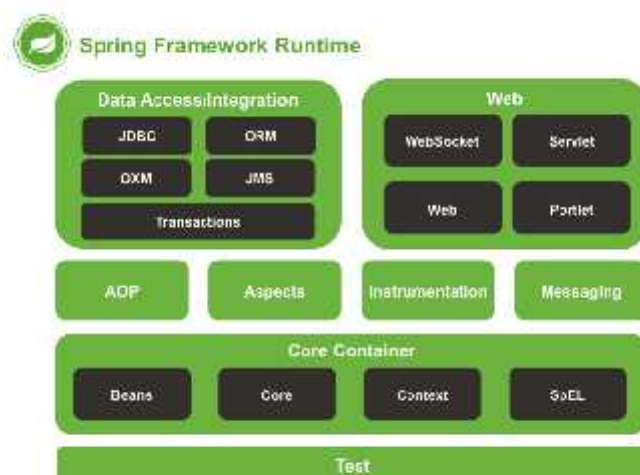 Spring Framework Runtime
Data Access/Integration
Web
JDBC
ORM
WebSocket
Servlet
OXM
JMS
Web
Portlet
Transactions
AOP
Aspects
Instrumentation
Messaging
Core Container
Beans
Core
Context
SpEL
Test